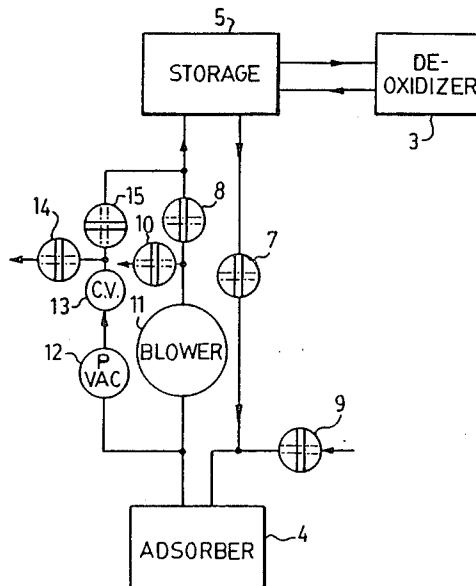 5
STORAGE
DE-
OXIDIZER
3
15
8
14
10
7
C.V.
13
11
12
P
VAC
BLOWER
9
ADSORBER
4